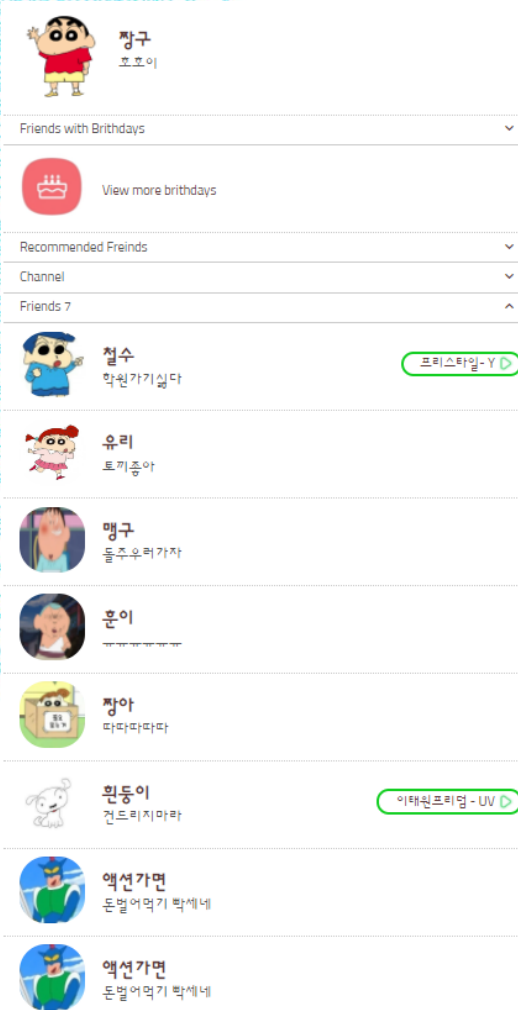 짱구
호호이
Friends with Brithdays
View more brithdays
Recommended Freinds
Channel
Friends 7
철수
학원가기싫다
프리스타일- Y
유리
토끼종아
맹구
돌주우러가자
훈이
ㅠㅠㅠㅠㅠㅠ
짱아
따따따따따
흰둥이
건드리지마라
이태원프리덤 - UV
액션가면
돈벌어먹기 빡세네
액션가면
돈벌어먹기 빡세네